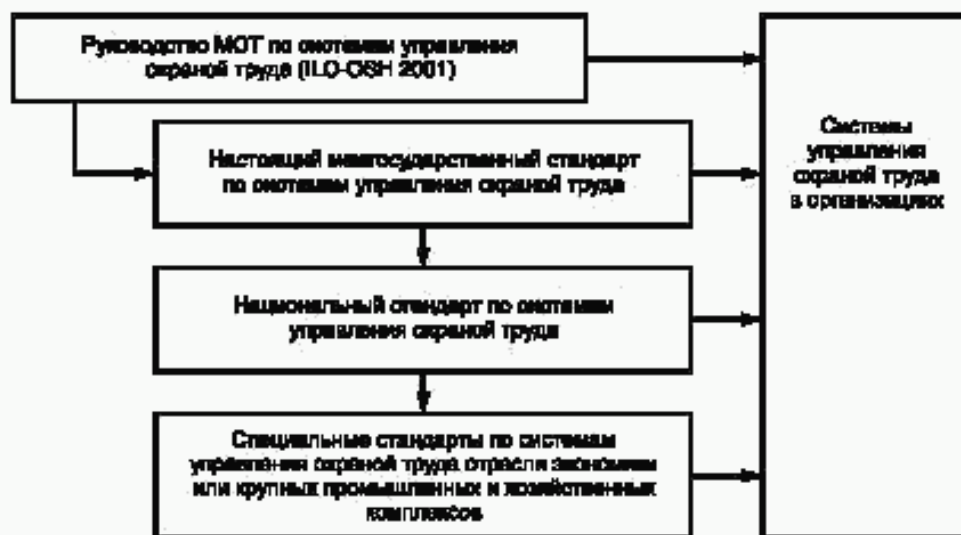 Руководство МОТ по системам управления
охраной труда (ILO-OSH 2001)
Настоящий межгосударственный стандарт
по системам управления охраной труда
Национальный стандарт по системам
управления охраной труда
Специальные стандарты по системам
управления охраной труда отрасли экономики
или крупных промышленных и хозяйственных
комплексов
Системы
управления
охраной труда
в организациях